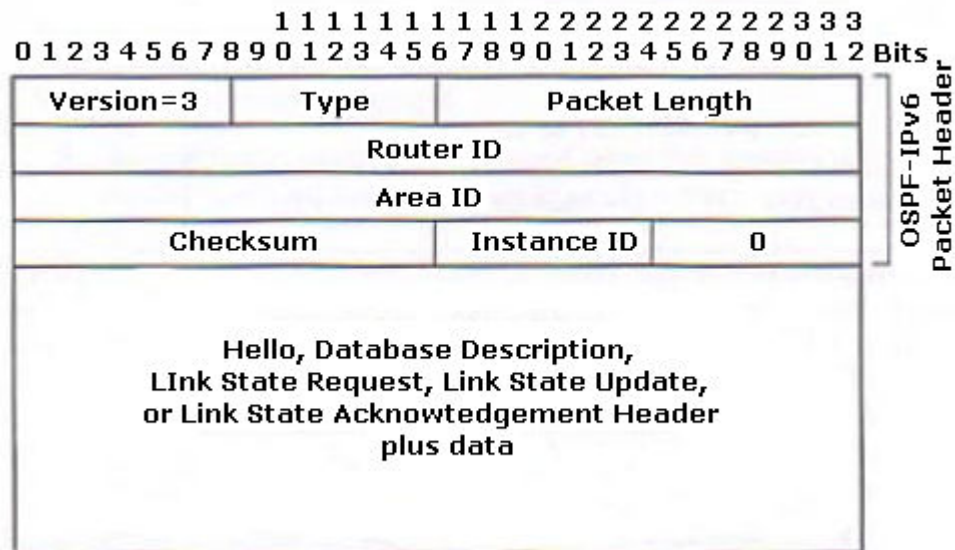 1 1 1 1 1 1 1 1 1 1 2 2 2 2 2 2 2 2 2 2 3 3 3
0 1 2 3 4 5 6 7 8 9 0 1 2 3 4 5 6 7 8 9 0 1 2 3 4 5 6 7 8 9 0 1 2 Bits
Version=3 Type Packet Length
Router ID
Area ID
Checksum Instance ID 0
OSPF-IPv6
Packet Header
Hello, Database Description,
LInk State Request, Link State Update,
or Link State Acknowtedgement Header
plus data